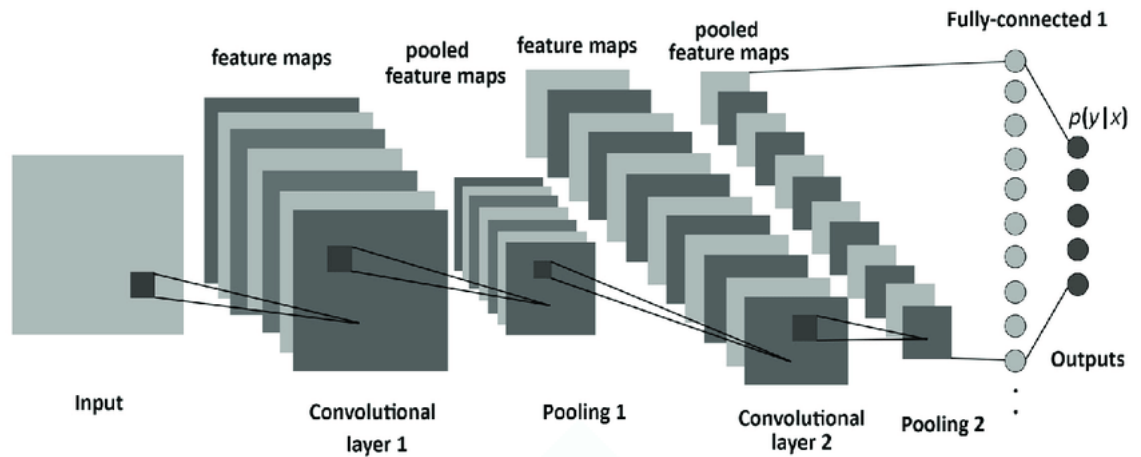 Fully-connected 1
feature maps
pooled
feature maps
feature maps
pooled
feature maps
p(y|x)
Input
Convolutional
layer 1
Pooling 1
Convolutional
layer 2
Pooling 2
Outputs